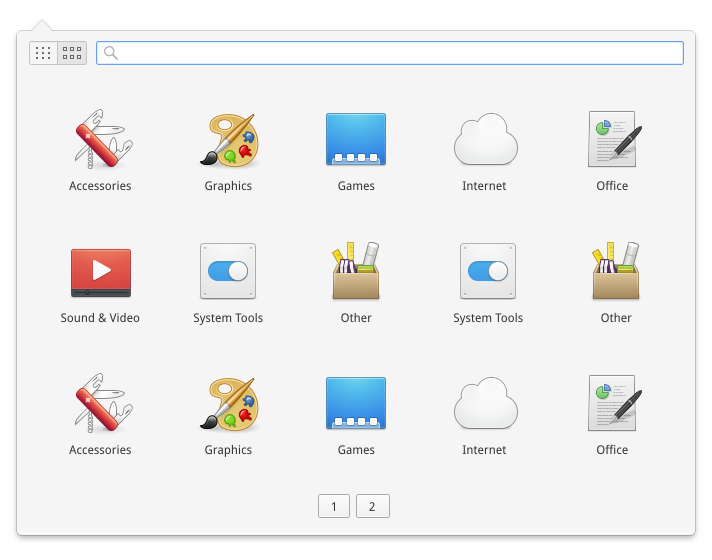 Accessories
Graphics
Games
Internet
Office
Sound & Video
System Tools
Other
System Tools
Other
Accessories
Graphics
Games
Internet
Office
1
2